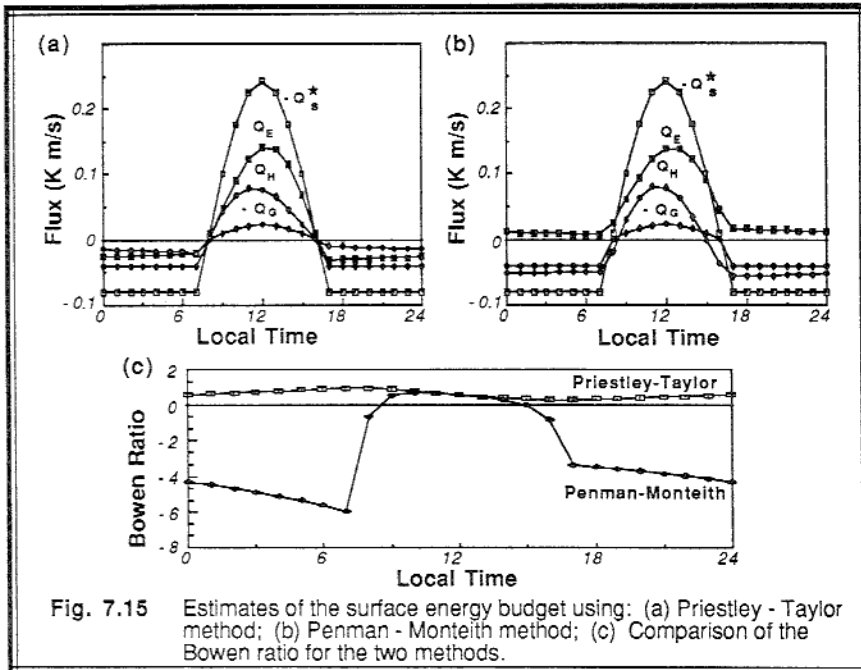 (a)
(b)
Flux (K m/s)
0.2
0.1
0
- 0.1
- Q*s
QE
QH
- QG
0 6 12 18 24
Local Time
Flux (K m/s)
0.2
0.1
0
- 0.1
- Q*s
QE
QH
- QG
0 6 12 18 24
Local Time
(c)
Bowen Ratio
2
0
- 2
- 4
- 6
- 8
Priestley-Taylor
Penman-Monteith
0 6 12 18 24
Local Time
Fig. 7.15 Estimates of the surface energy budget using: (a) Priestley - Taylor
method; (b) Penman - Monteith method; (c) Comparison of the
Bowen ratio for the two methods.